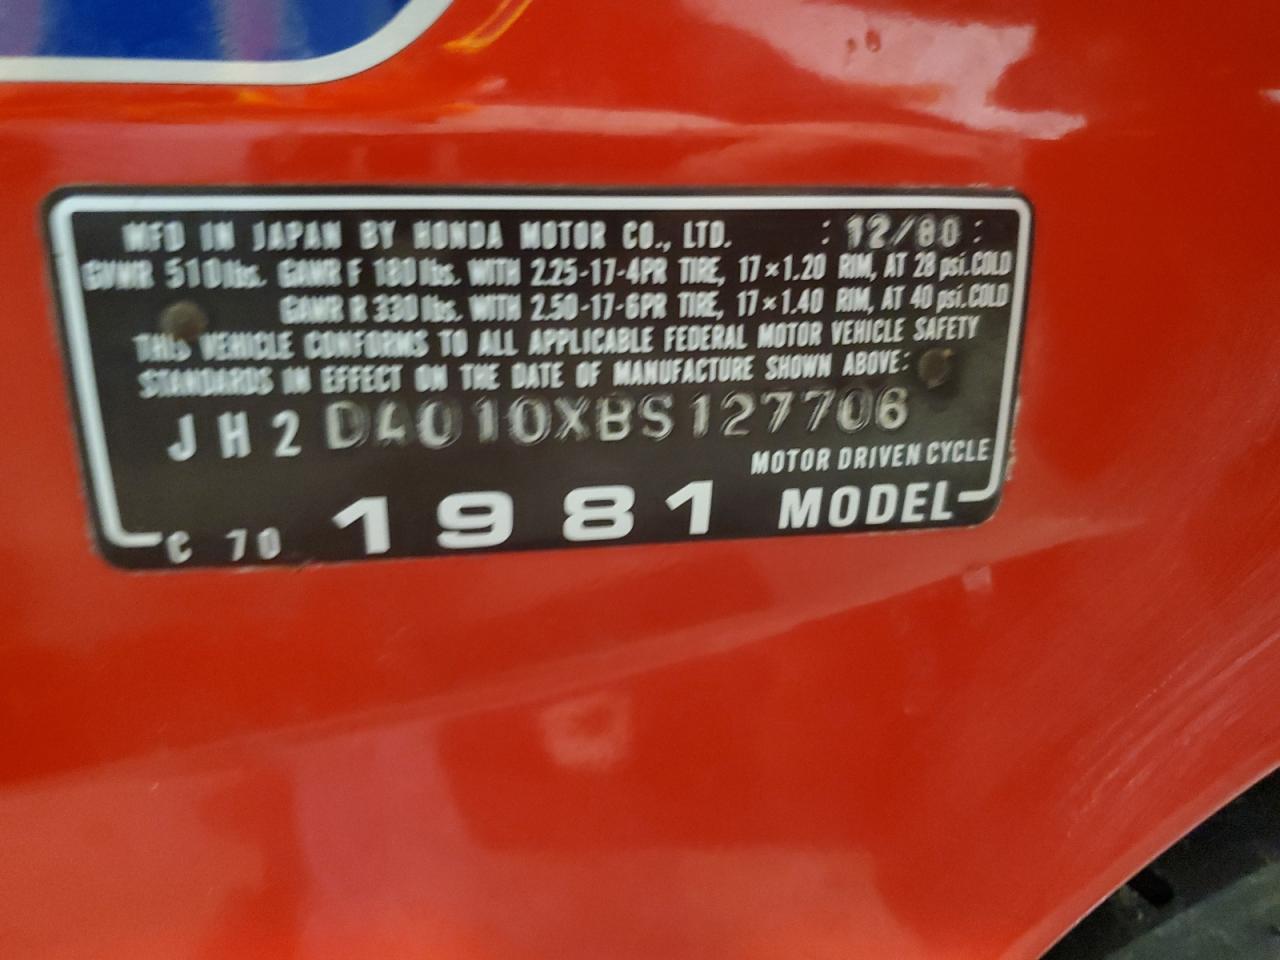 MFD IN JAPAN BY HONDA MOTOR CO., LTD. : 12/80 :
GVWR 510 lbs. GAWR F 180 lbs. WITH 2.25-17-4PR TIRE, 17×1.20 RIM, AT 28 psi. COLD
GAWR R 330 lbs. WITH 2.50-17-6PR TIRE, 17×1.40 RIM, AT 40 psi. COLD
THIS VEHICLE CONFORMS TO ALL APPLICABLE FEDERAL MOTOR VEHICLE SAFETY
STANDARDS IN EFFECT ON THE DATE OF MANUFACTURE SHOWN ABOVE:
JH2DA010XBS127706
MOTOR DRIVEN CYCLE
C 70 1981 MODEL